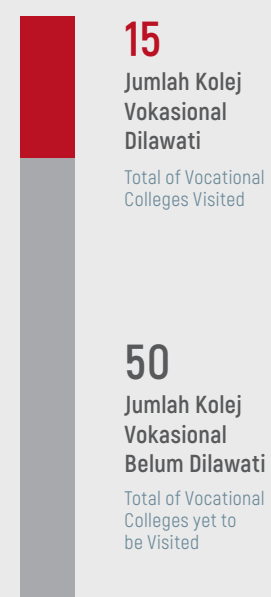 15
Jumlah Kolej
Vokasional
Dilawati
Total of Vocational
Colleges Visited
50
Jumlah Kolej
Vokasional
Belum Dilawati
Total of Vocational
Colleges yet to
be Visited